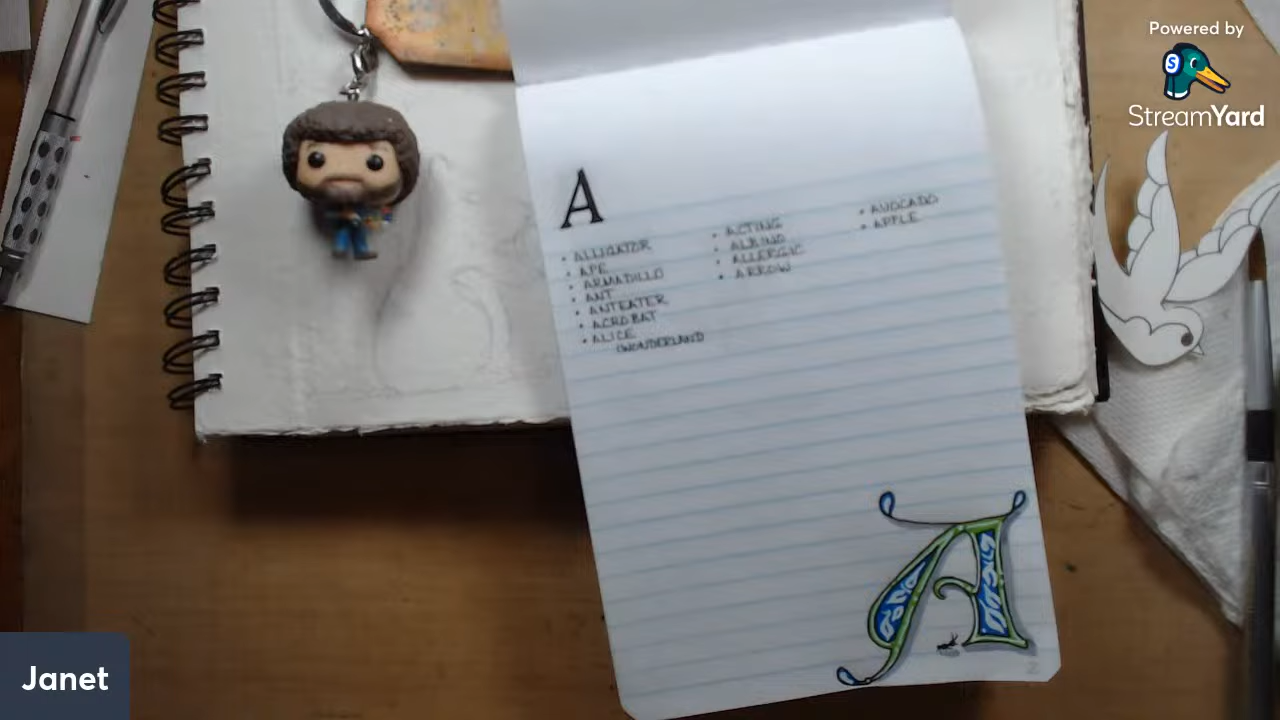 Powered by
StreamYard
A
• ALLIGATOR
• APE
• ARMADILLO
• ANT
• ANTEATER
• ACROBAT
• ALICE
(WONDERLAND
• ACTING
• ALBINO
• ALLERGIC
• ARROW
• AVOCADO
• APPLE
A
Janet